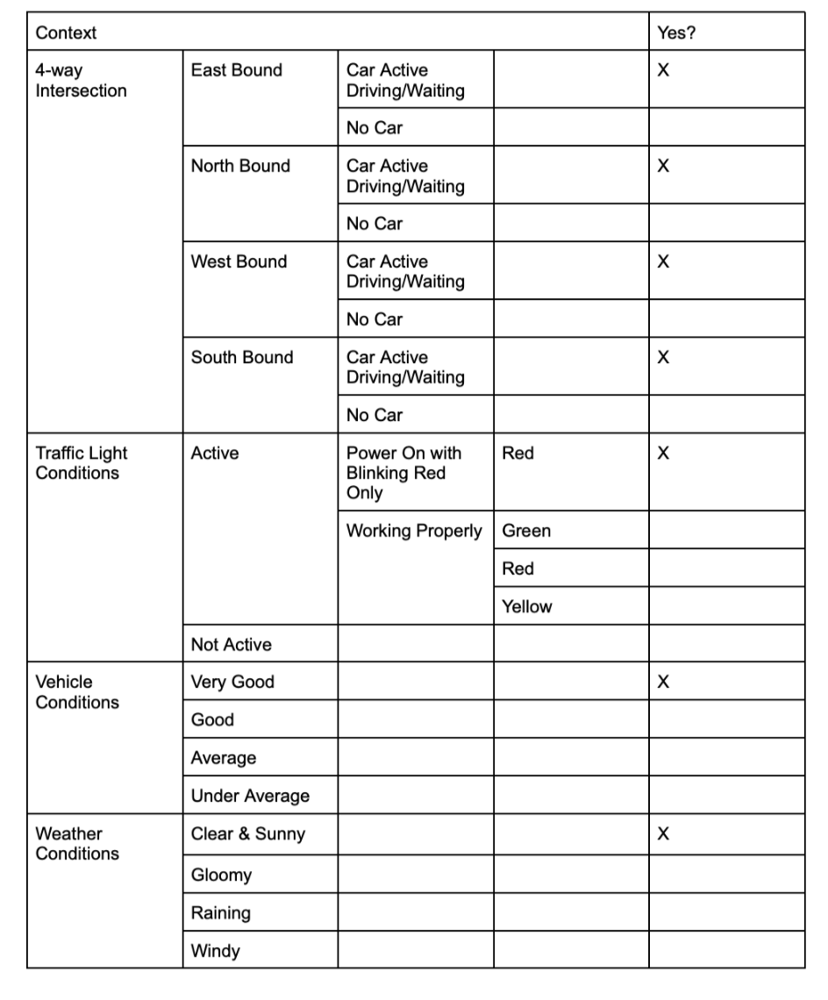 Context Yes?
4-way East Bound Car Active X
Intersection Driving/Waiting
No Car
North Bound Car Active X
Driving/Waiting
No Car
West Bound Car Active X
Driving/Waiting
No Car
South Bound Car Active X
Driving/Waiting
No Car
Traffic Light Active Power On with Red X
Conditions Blinking Red
Only
Working Properly Green
Red
Yellow
Not Active
Vehicle Very Good X
Conditions
Good
Average
Under Average
Weather Clear & Sunny X
Conditions
Gloomy
Raining
Windy